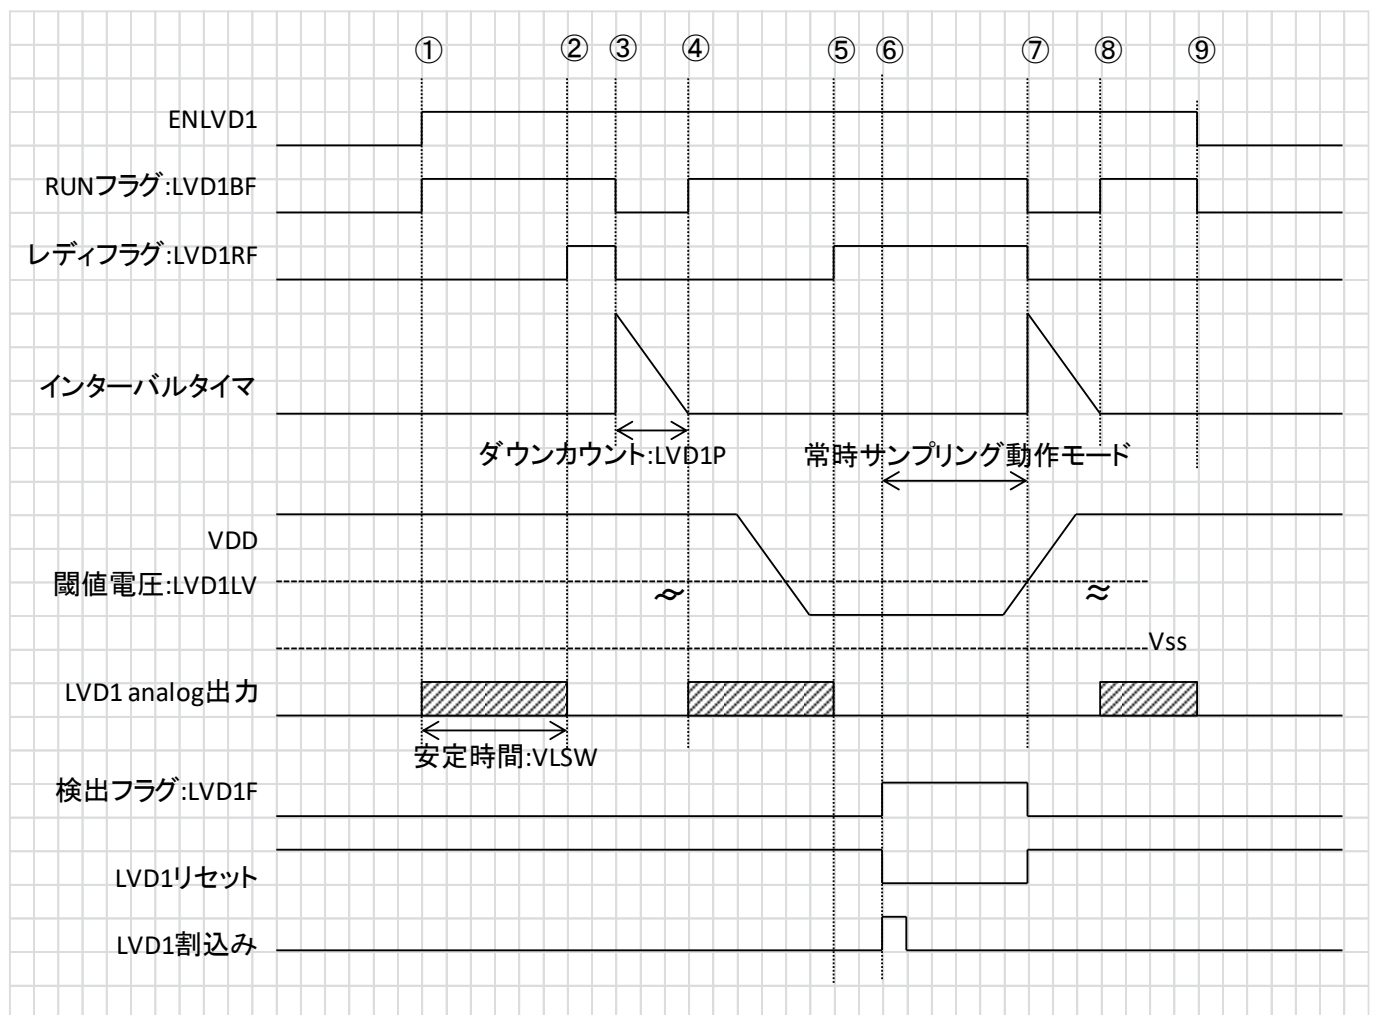 ① ② ③ ④ ⑤ ⑥ ⑦ ⑧ ⑨
ENLVD1
RUNフラグ:LVD1BF
レディフラグ:LVD1RF
インターバルタイマ
ダウンカウント:LVD1P
常時サンプリング動作モード
VDD
閾値電圧:LVD1LV
Vss
LVD1 analog出力
安定時間:VLSW
検出フラグ:LVD1F
LVD1リセット
LVD1割込み